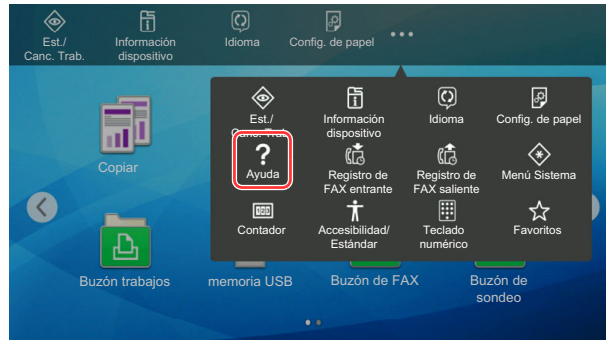 Est./
Canc. Trab.
Información
dispositivo
Idioma
Config. de papel
Est./
Canc. Trab.
Información
dispositivo
Idioma
Config. de papel
Ayuda
Registro de
FAX entrante
Registro de
FAX saliente
Menú Sistema
Contador
Accesibilidad/
Estándar
Teclado
numérico
Favoritos
Copiar
Buzón trabajos
memoria USB
Buzón de FAX
Buzón de
sondeo